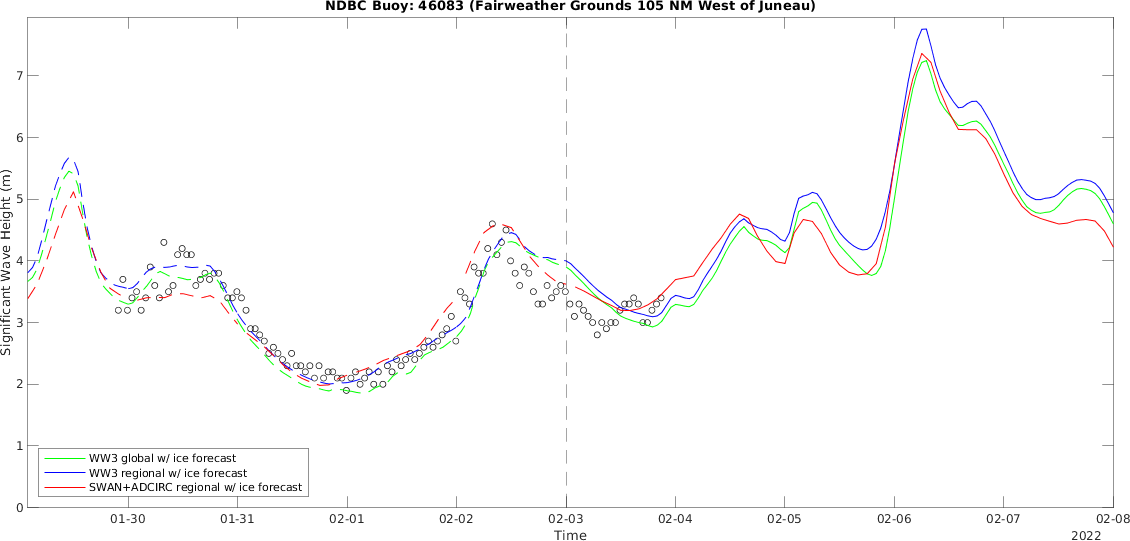 NDBC Buoy: 46083 (Fairweather Grounds 105 NM West of Juneau)
Significant Wave Height (m)
7
6
5
4
3
2
1
0
WW3 global w/ ice forecast
WW3 regional w/ ice forecast
SWAN+ADCIRC regional w/ ice forecast
01-30 01-31 02-01 02-02 02-03 02-04 02-05 02-06 02-07 02-08
Time
2022